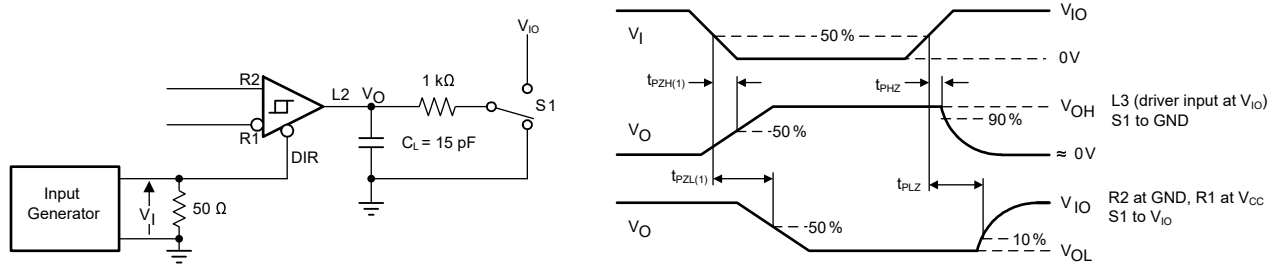 V_IO
R2
R1
L2
V_O
1 kΩ
S1
C_L = 15 pF
DIR
Input
Generator
V_I
50 Ω
V_I
50 %
V_IO
0V
t_PZH(1)
t_PHZ
V_O
50 %
V_OH
90 %
≈ 0V
L3 (driver input at V_IO)
S1 to GND
t_PZL(1)
t_PLZ
V_O
50 %
V_IO
10 %
V_OL
R2 at GND, R1 at V_CC
S1 to V_IO